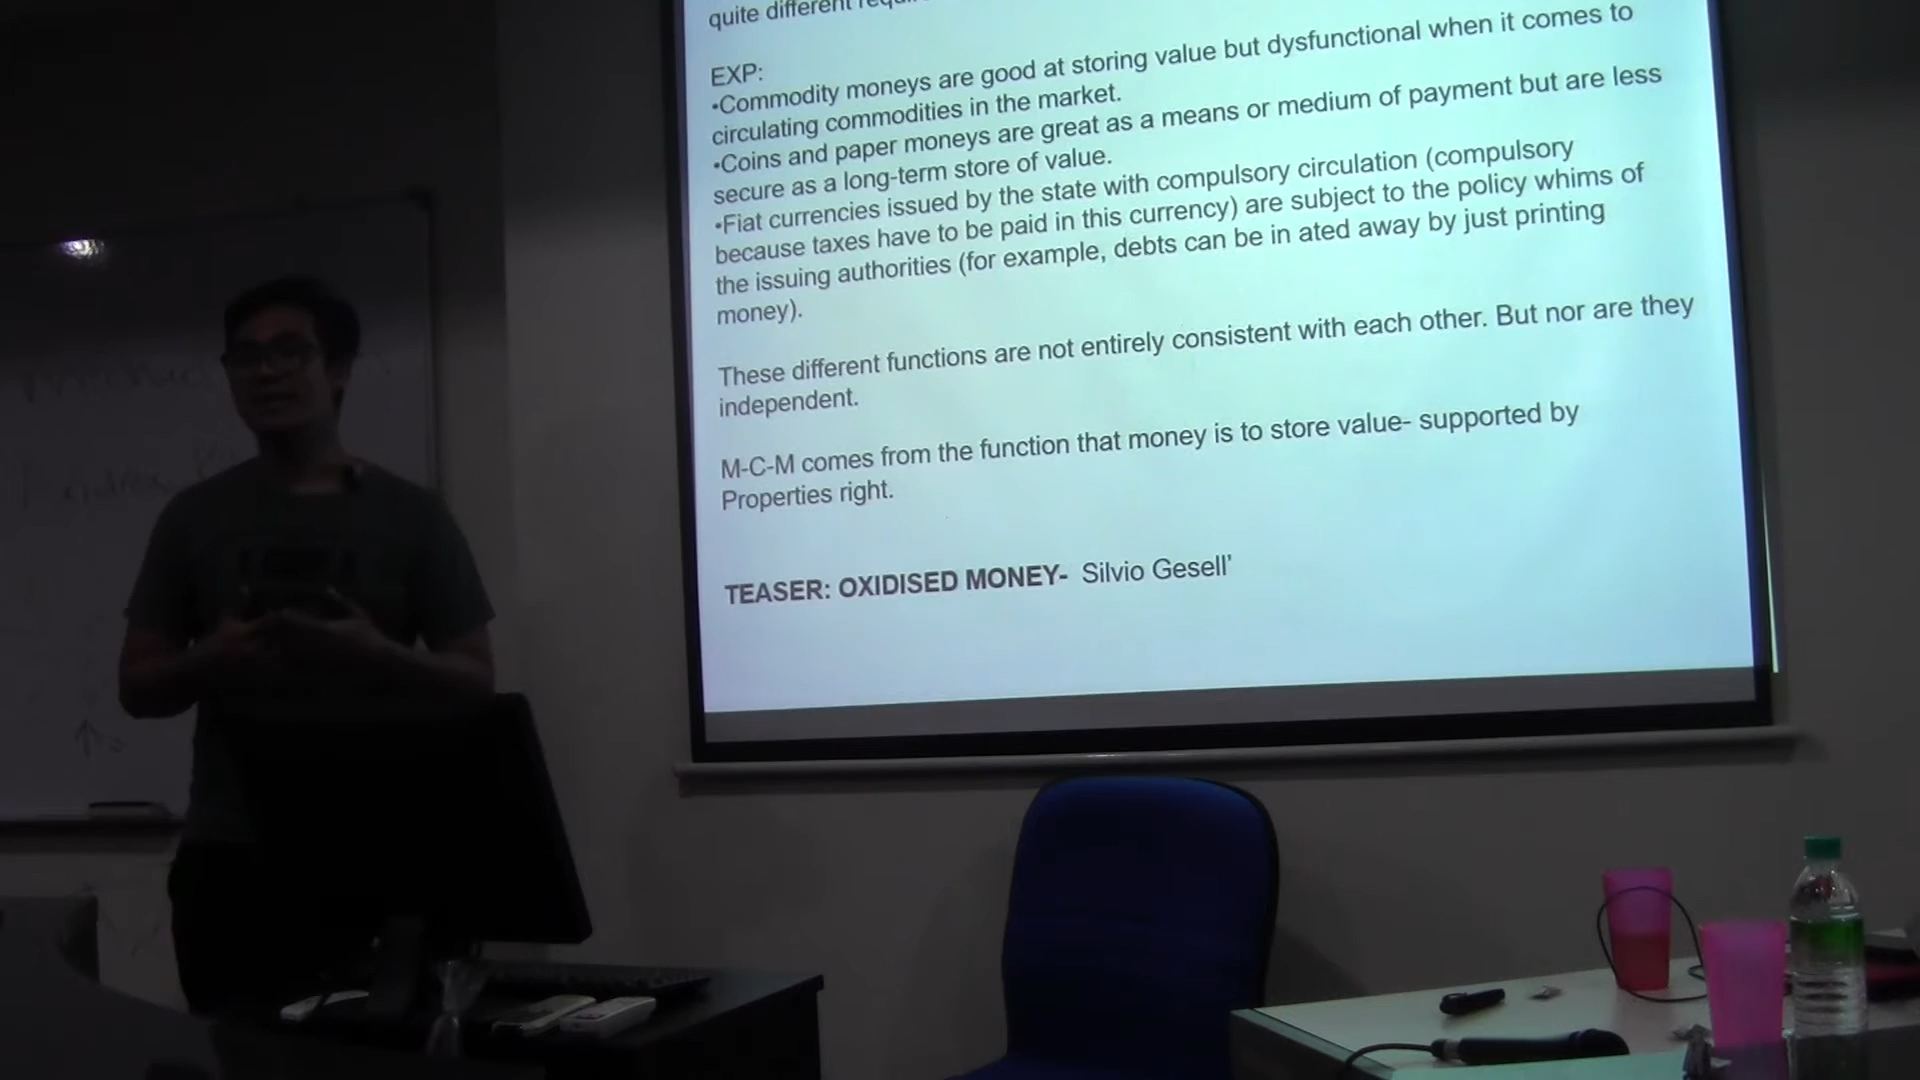 quite different
EXP:
•Commodity moneys are good at storing value but dysfunctional when it comes to
circulating commodities in the market.
•Coins and paper moneys are great as a means or medium of payment but are less
secure as a long-term store of value.
•Fiat currencies issued by the state with compulsory circulation (compulsory
because taxes have to be paid in this currency) are subject to the policy whims of
the issuing authorities (for example, debts can be in ated away by just printing
money).
These different functions are not entirely consistent with each other. But nor are they
independent.
M-C-M comes from the function that money is to store value- supported by
Properties right.
TEASER: OXIDISED MONEY- Silvio Gesell’